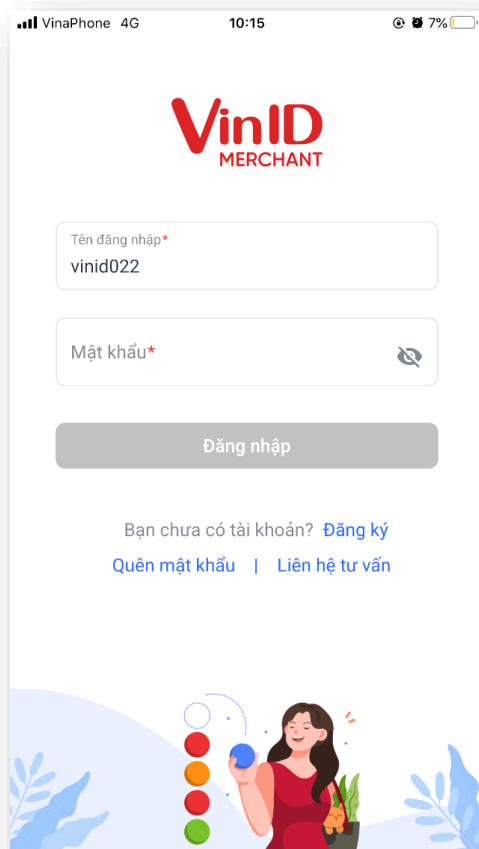 VinaPhone 4G 10:15 7%
VinID
MERCHANT
Tên đăng nhập*
vinid022
Mật khẩu*
Đăng nhập
Bạn chưa có tài khoản? Đăng ký
Quên mật khẩu | Liên hệ tư vấn